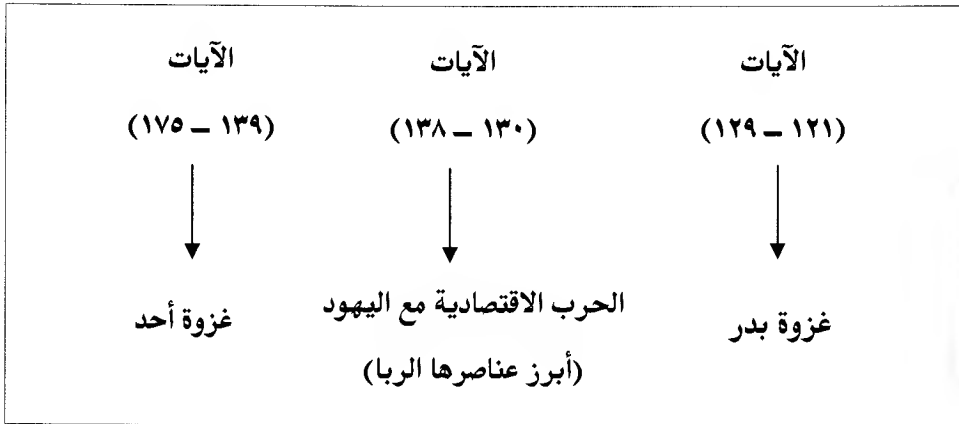 الآيات
(١٢١ – ١٢٩)
غزوة بدر
الآيات
(١٣٠ – ١٣٨)
الحرب الاقتصادية مع اليهود
(أبرز عناصرها الربا)
الآيات
(١٣٩ – ١٧٥)
غزوة أحد